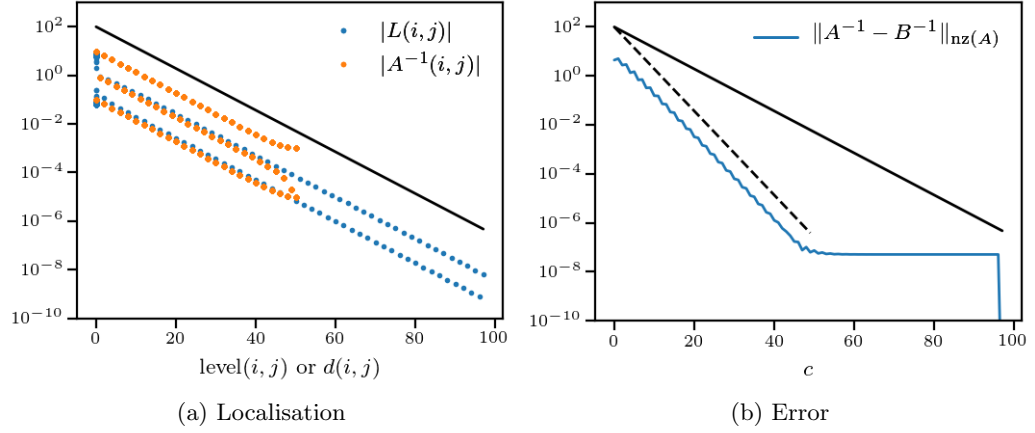 10^2
10^0
10^{-2}
10^{-4}
10^{-6}
10^{-8}
10^{-10}
|L(i, j)|
|A^{-1}(i, j)|
0 20 40 60 80 100
level(i, j) or d(i, j)
(a) Localisation
10^2
10^0
10^{-2}
10^{-4}
10^{-6}
10^{-8}
10^{-10}
‖A^{-1} − B^{-1}‖_{nz(A)}
0 20 40 60 80 100
c
(b) Error